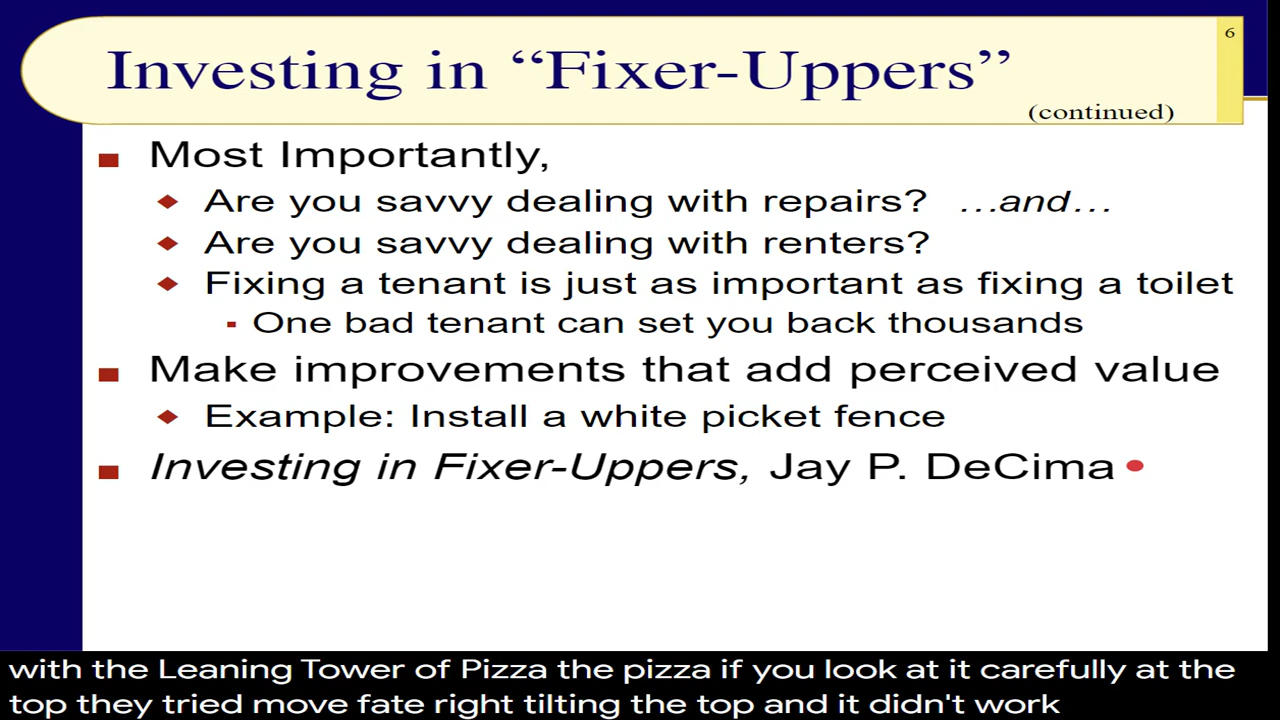 6
Investing in “Fixer-Uppers”
(continued)
Most Importantly,
Are you savvy dealing with repairs? …and…
Are you savvy dealing with renters?
Fixing a tenant is just as important as fixing a toilet
One bad tenant can set you back thousands
Make improvements that add perceived value
Example: Install a white picket fence
Investing in Fixer-Uppers, Jay P. DeCima
with the Leaning Tower of Pizza the pizza if you look at it carefully at the
top they tried move fate right tilting the top and it didn't work